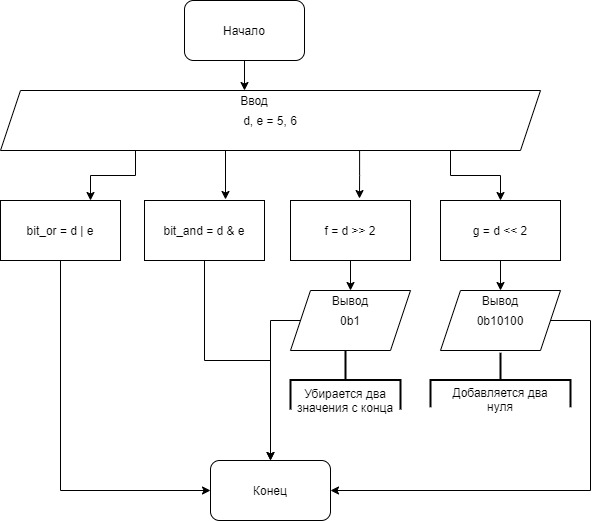 Начало
Ввод
d, e = 5, 6
bit_or = d | e
bit_and = d & e
f = d >> 2
g = d << 2
Вывод
0b1
Вывод
0b10100
Убирается два
значения с конца
Добавляется два
нуля
Конец